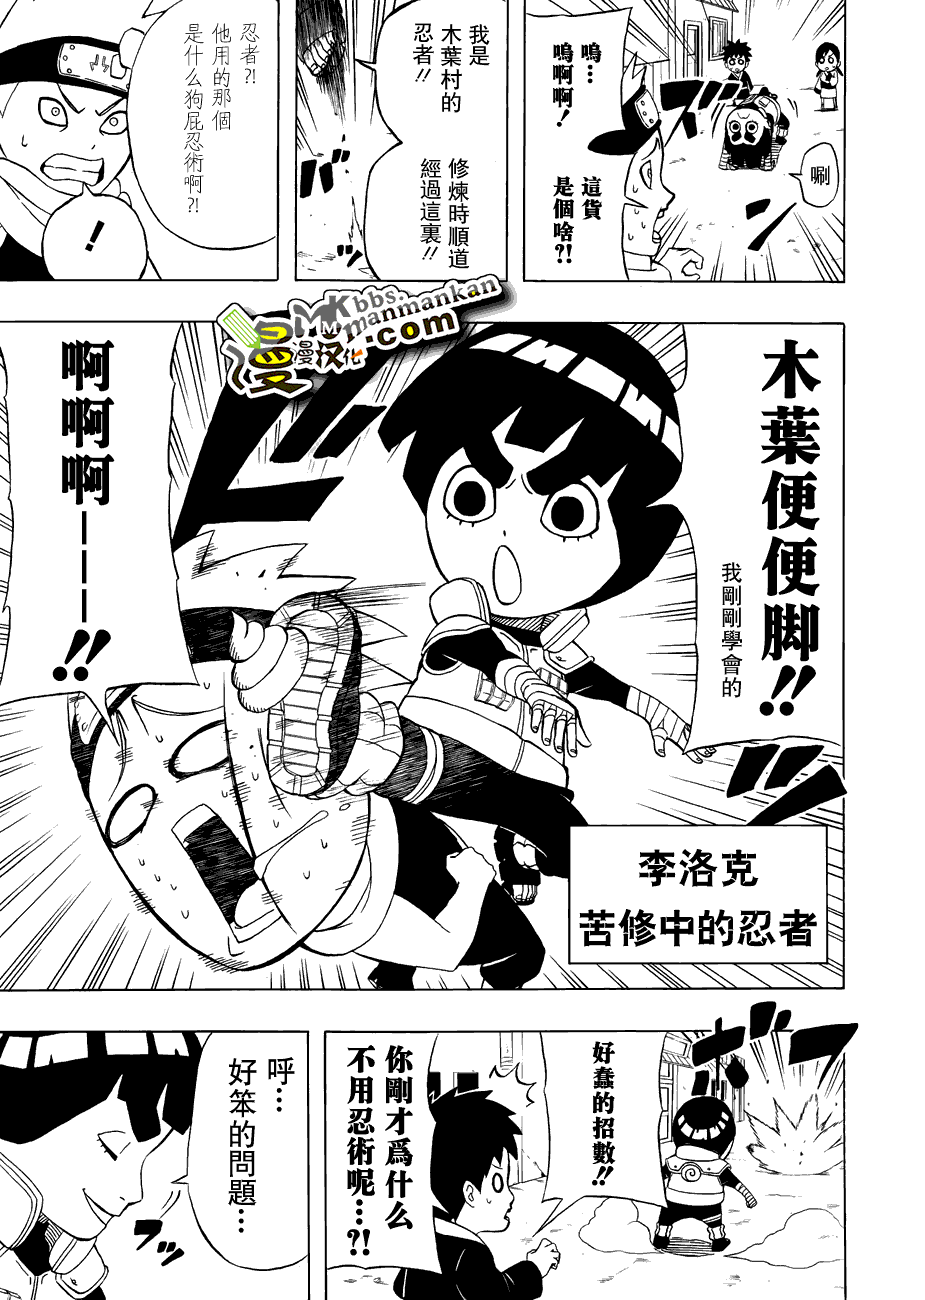 嗚…
嗚啊啊!
這貨
是個啥?!
唰
我是
木葉村的
忍者!!
修煉時順道
經過這裏!!
忍者?!
他用的那個
是什么狗屁忍術啊?!
!
MK
bbs.
manmankan
.com
漫
漫汉化
木葉便便脚!!
我剛剛學會的
啊啊啊———!!
李洛克
苦修中的忍者
好蠢的招數!!
你剛才爲什么
不用忍術呢…?!
呼…
好笨的問題…